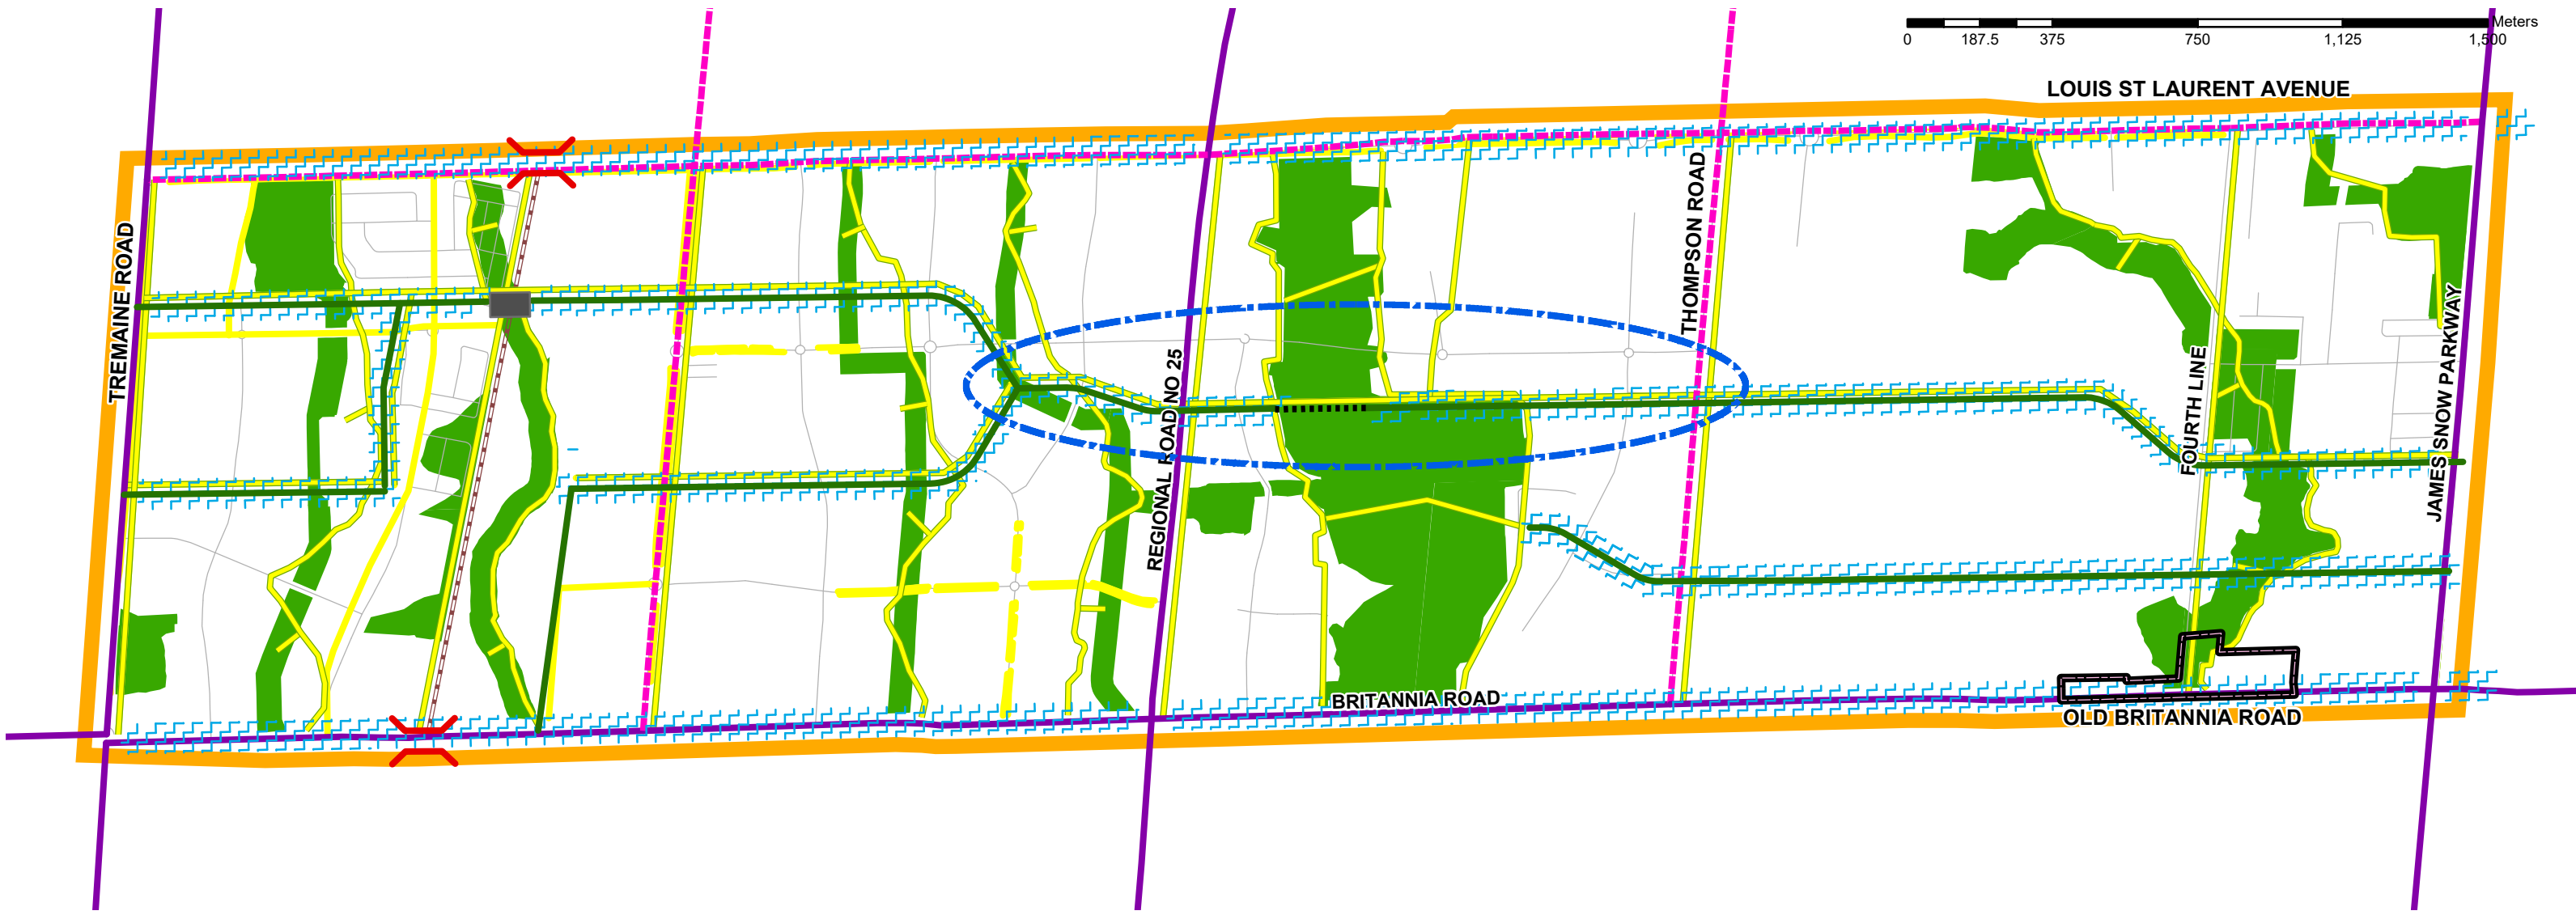 Meters
0 187.5 375 750 1,125 1,500
LOUIS ST LAURENT AVENUE
TREMAINE ROAD
REGIONAL ROAD NO 25
THOMPSON ROAD
FOURTH LINE
JAMES SNOW PARKWAY
BRITANNIA ROAD
OLD BRITANNIA ROAD